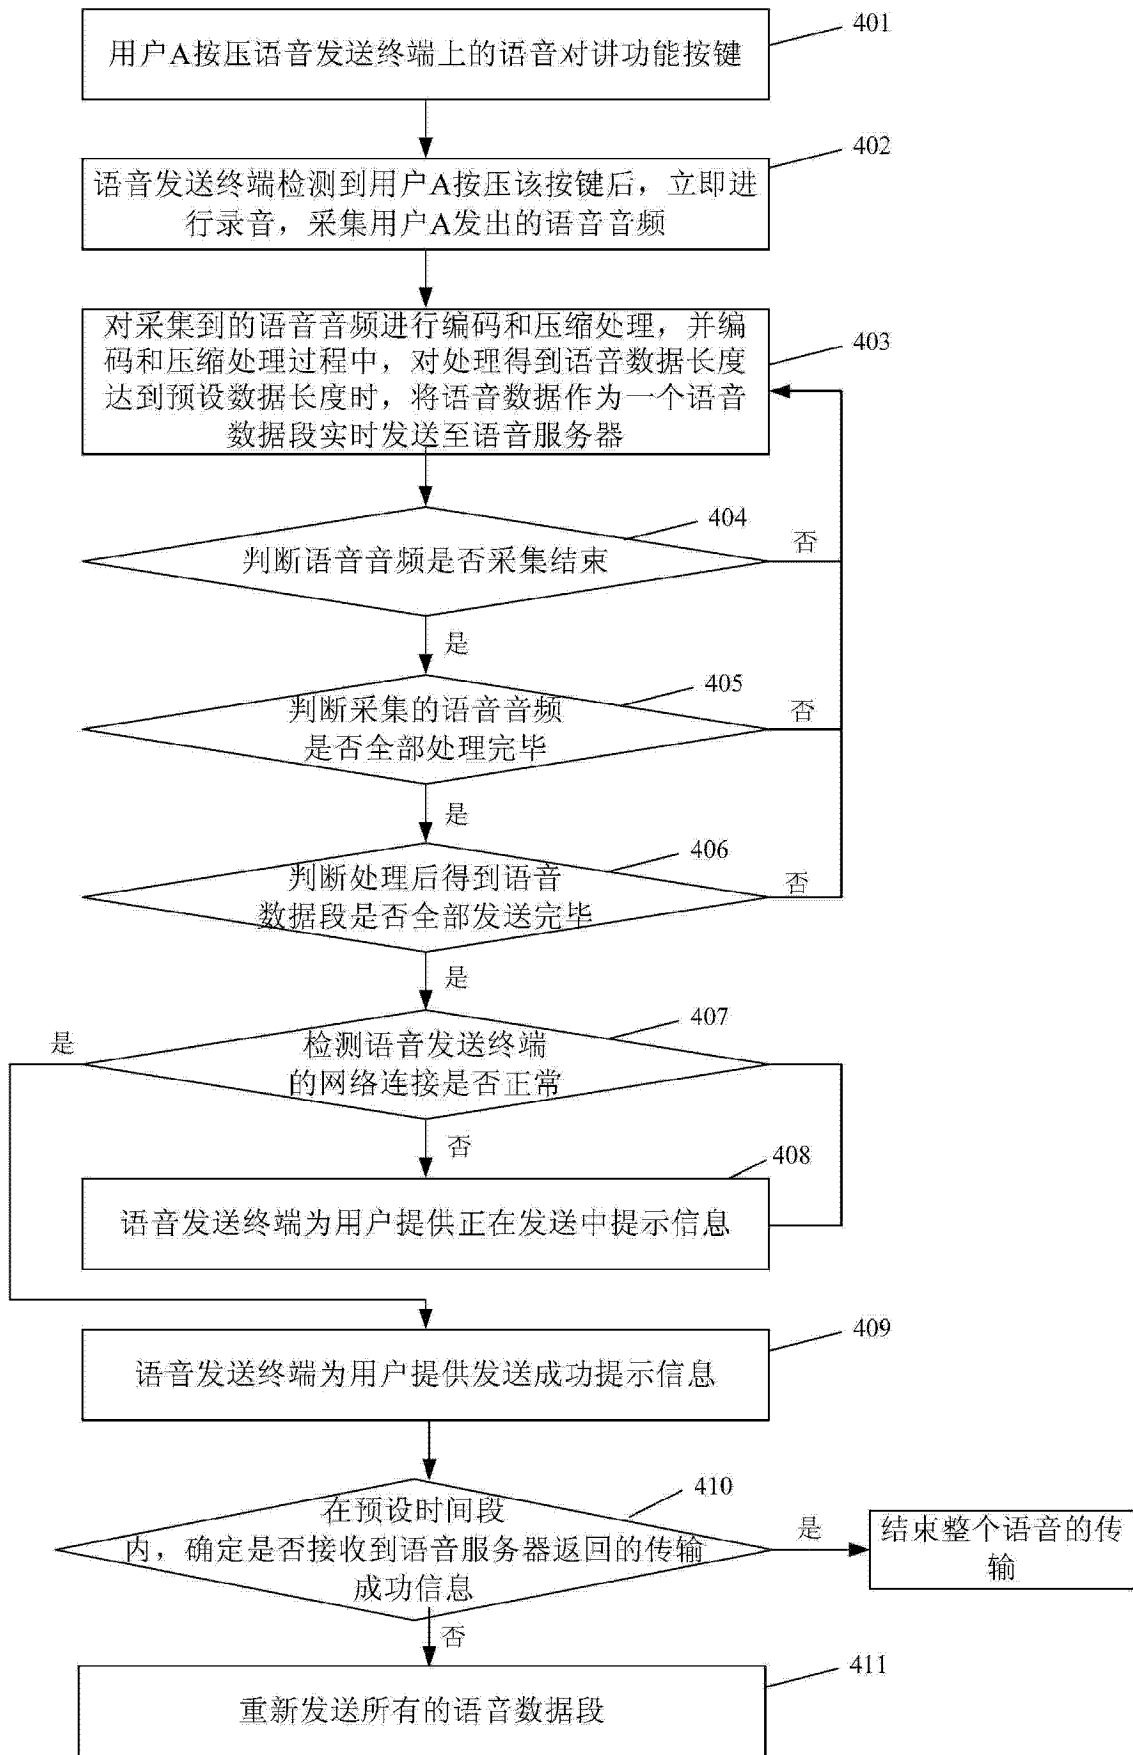 401
用户A按压语音发送终端上的语音对讲功能按键
402
语音发送终端检测到用户A按压该按键后，立即进
行录音，采集用户A发出的语音音频
403
对采集到的语音音频进行编码和压缩处理，并编
码和压缩处理过程中，对处理得到语音数据长度
达到预设数据长度时，将语音数据作为一个语音
数据段实时发送至语音服务器
404
判断语音音频是否采集结束
否
是
405
判断采集的语音音频
是否全部处理完毕
否
是
406
判断处理后得到语音
数据段是否全部发送完毕
否
是
407
检测语音发送终端
的网络连接是否正常
是
否
408
语音发送终端为用户提供正在发送中提示信息
409
语音发送终端为用户提供发送成功提示信息
410
在预设时间段
内，确定是否接收到语音服务器返回的传输
成功信息
是
结束整个语音的传
输
否
411
重新发送所有的语音数据段